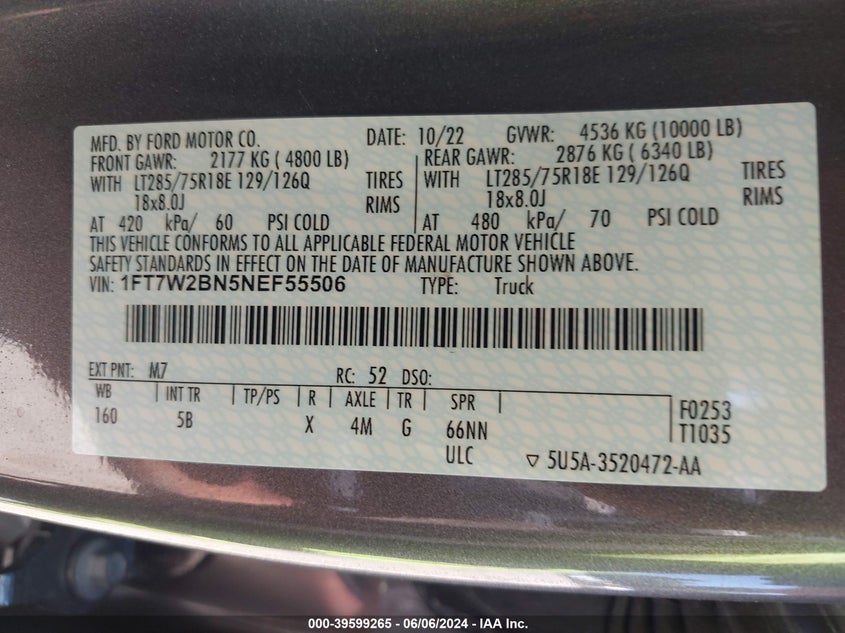 MFD. BY FORD MOTOR CO. DATE: 10/22 GVWR: 4536 KG (10000 LB)
FRONT GAWR: 2177 KG ( 4800 LB) REAR GAWR: 2876 KG ( 6340 LB)
WITH LT285/75R18E 129/126Q TIRES WITH LT285/75R18E 129/126Q TIRES
18x8.0J RIMS 18x8.0J RIMS
AT 420 kPa/ 60 PSI COLD AT 480 kPa/ 70 PSI COLD
THIS VEHICLE CONFORMS TO ALL APPLICABLE FEDERAL MOTOR VEHICLE
SAFETY STANDARDS IN EFFECT ON THE DATE OF MANUFACTURE SHOWN ABOVE.
VIN: 1FT7W2BN5NEF55506 TYPE: Truck
EXT PNT: M7 RC: 52 DSO:
WB INT TR TP/PS R AXLE TR SPR F0253
160 5B X 4M G 66NN T1035
ULC ▽ 5U5A-3520472-AA
000-39599265 - 06/06/2024 - IAA Inc.